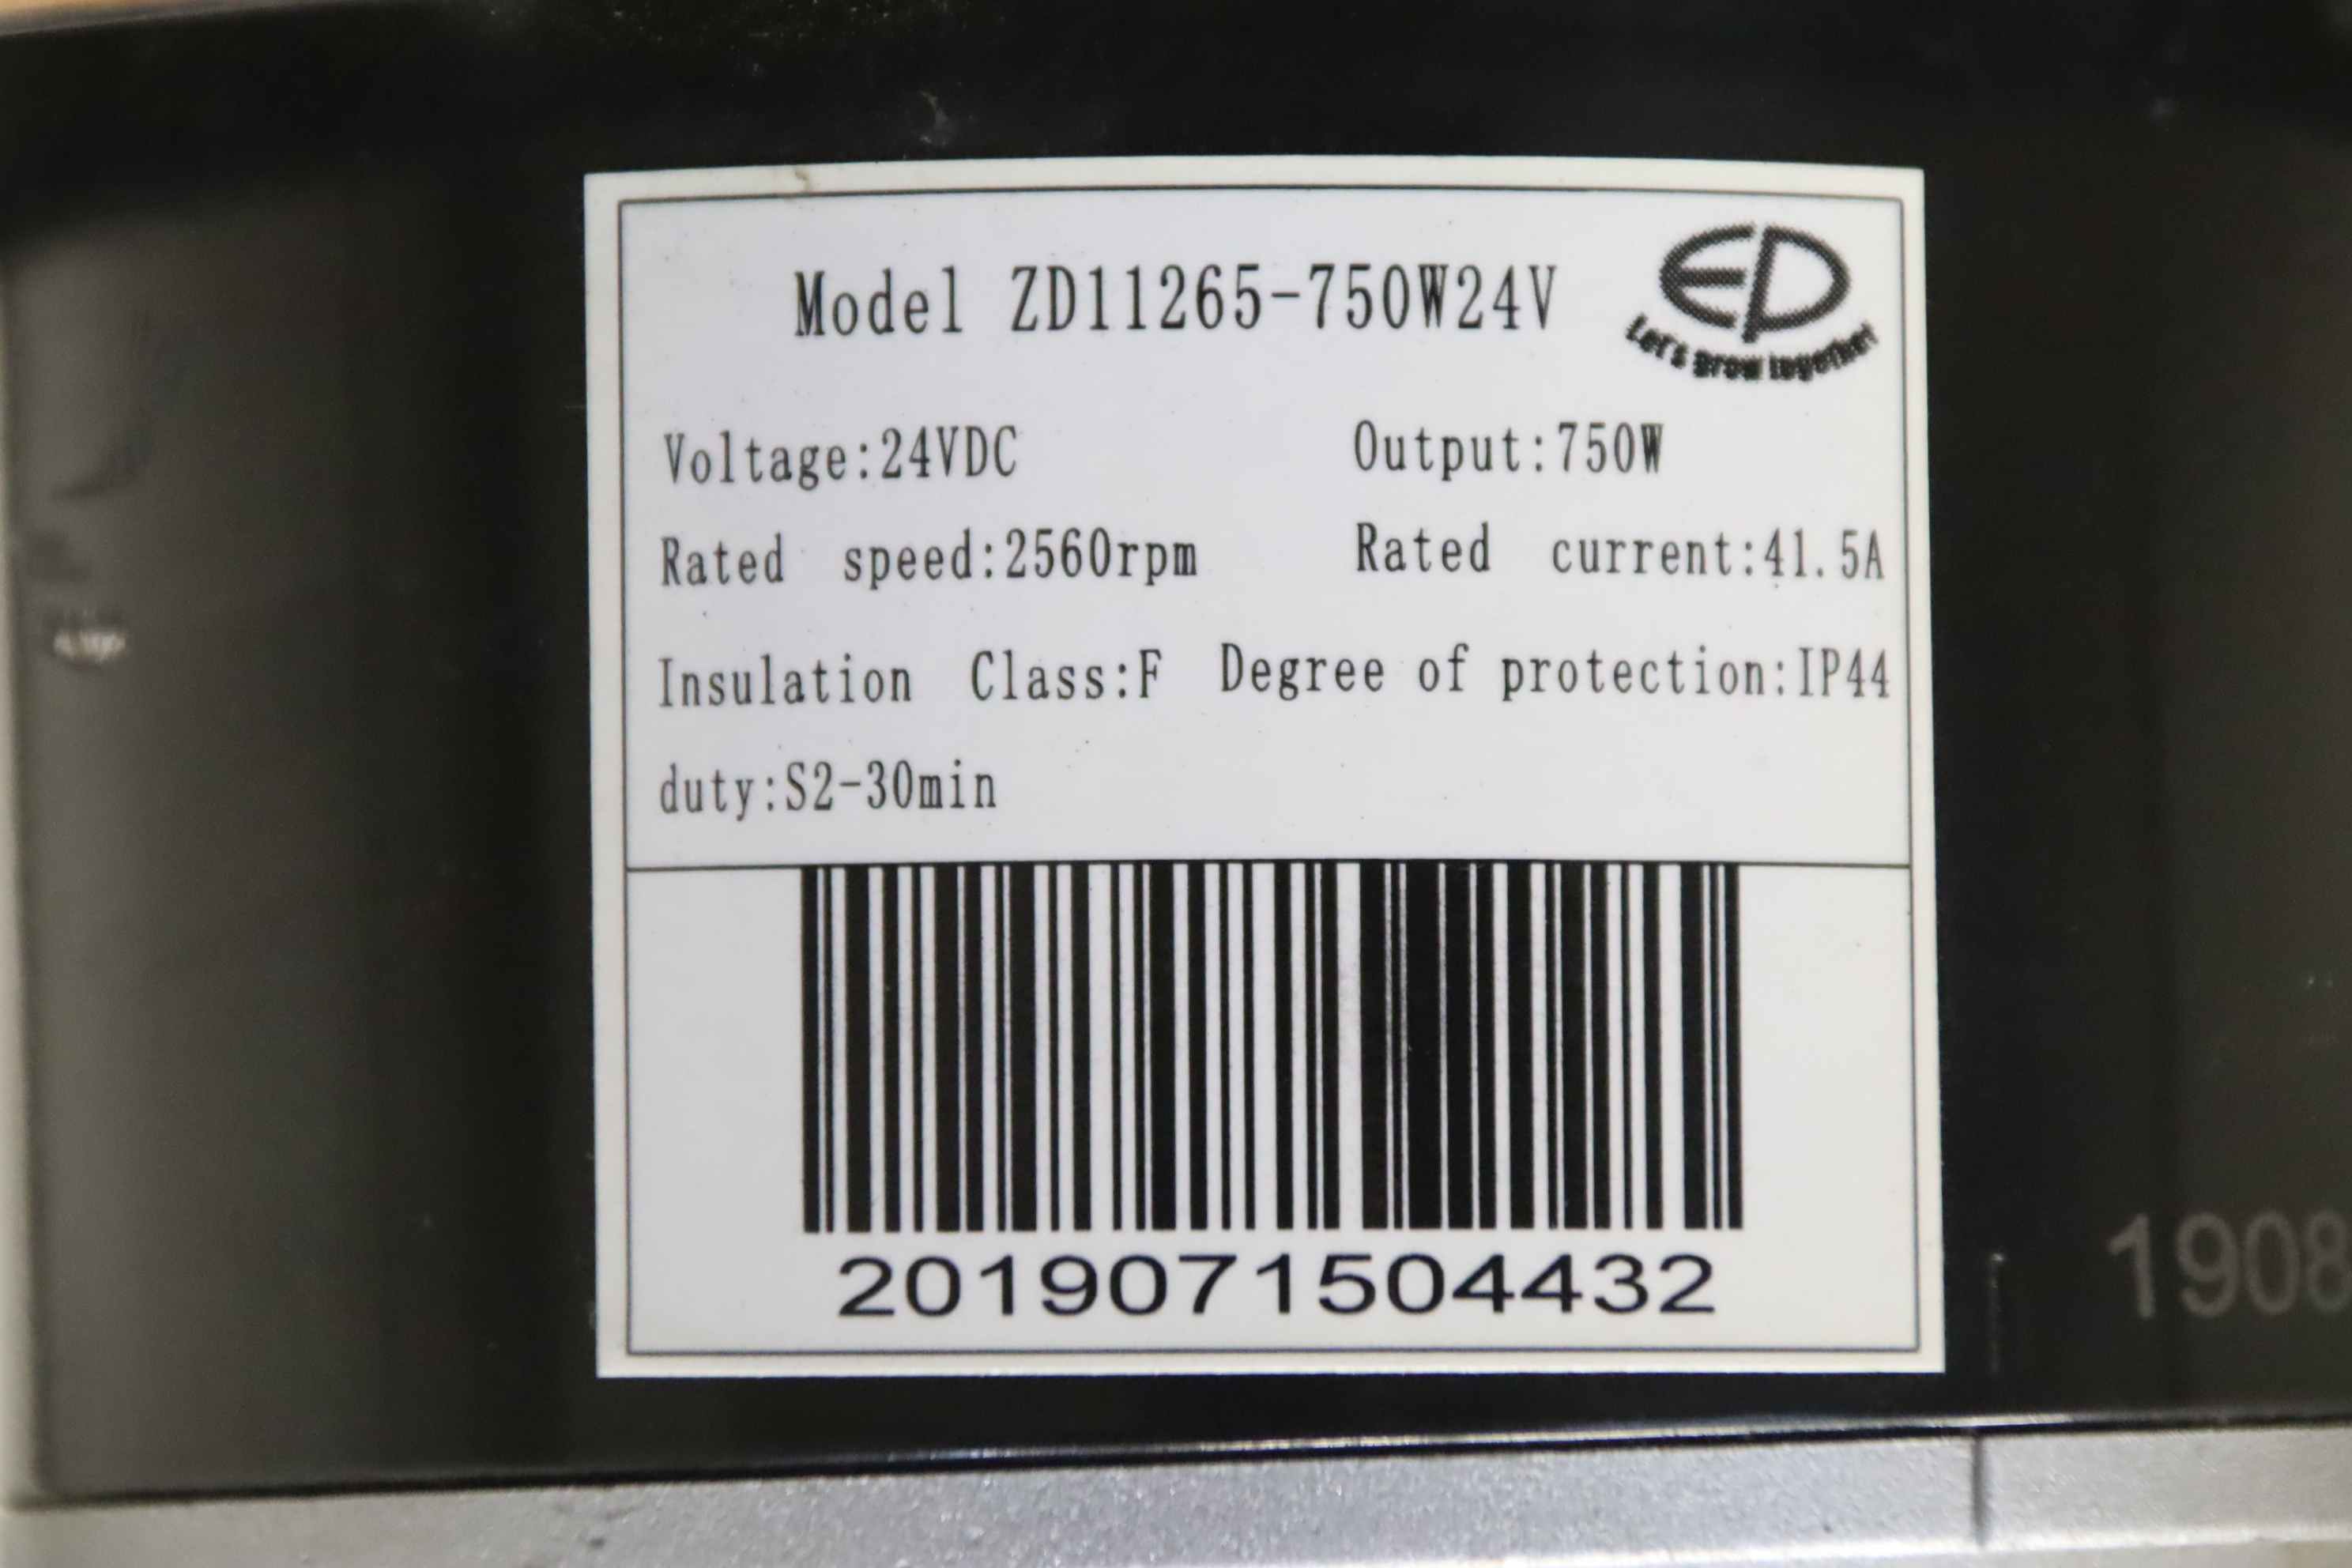 Model ZD11265-750W24V
ED
Let's grow together
Voltage:24VDC Output:750W
Rated speed:2560rpm Rated current:41.5A
Insulation Class:F Degree of protection:IP44
duty:S2-30min
2019071504432
1908